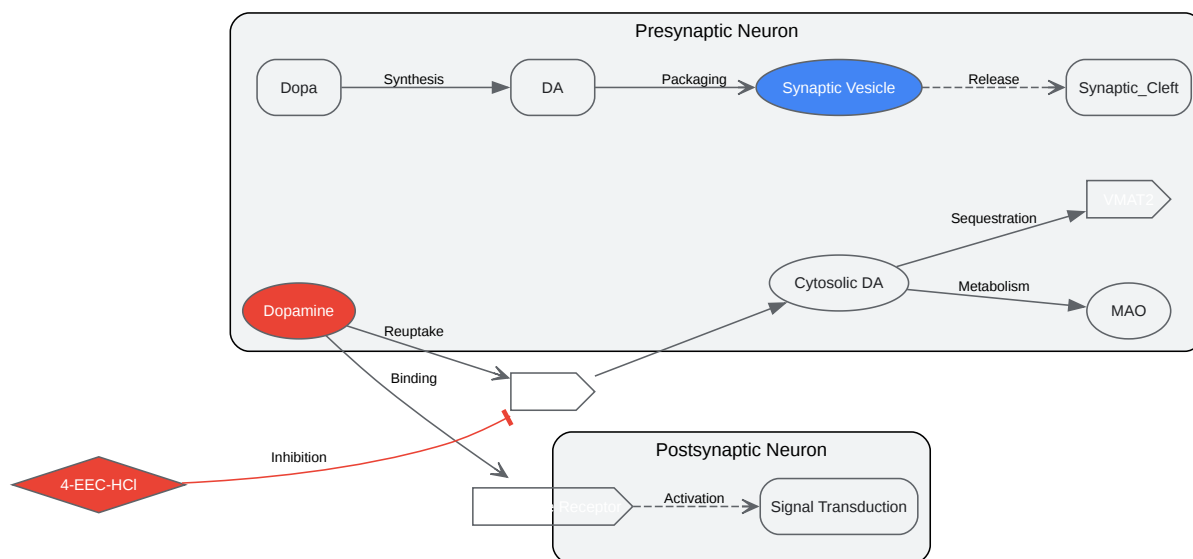 Presynaptic Neuron
Dopa
Synthesis
DA
Packaging
Synaptic Vesicle
Release
Synaptic_Cleft
VMAT2
Sequestration
Cytosolic DA
Metabolism
MAO
Dopamine
Reuptake
Binding
Postsynaptic Neuron
Inhibition
4-EEC-HCl
e Receptor
Activation
Signal Transduction